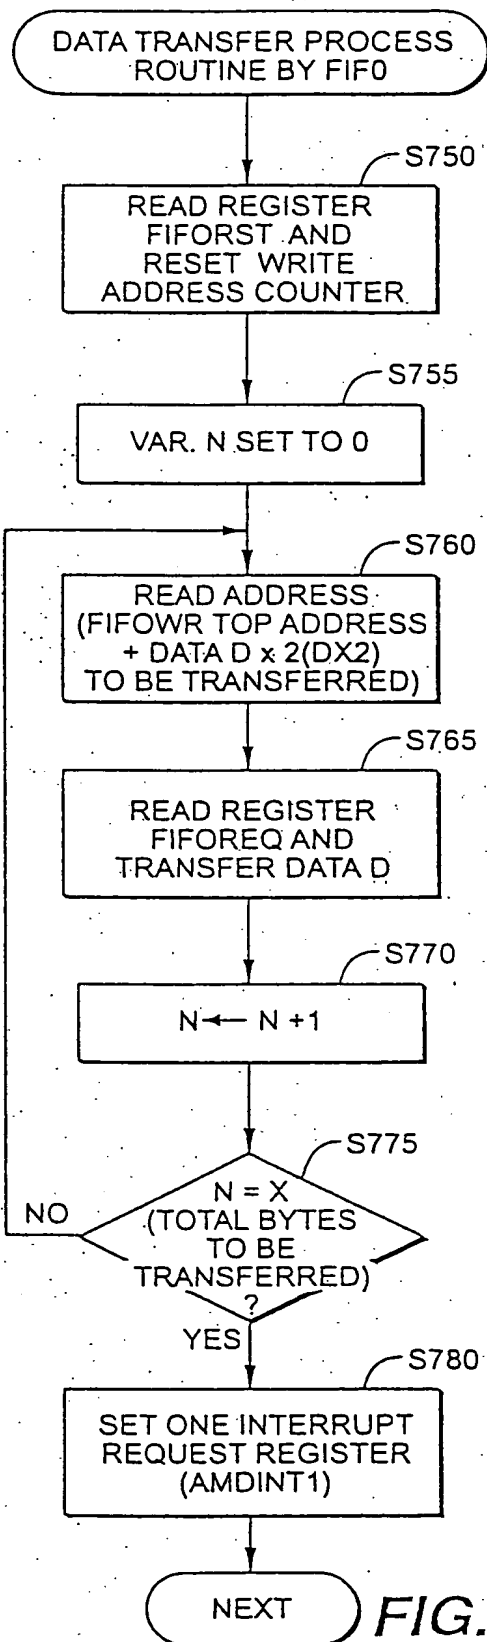 DATA TRANSFER PROCESS
ROUTINE BY FIFO
S750
READ REGISTER
FIFORST AND
RESET WRITE
ADDRESS COUNTER
S755
VAR. N SET TO 0
S760
READ ADDRESS
(FIFOWR TOP ADDRESS
+ DATA D x 2(DX2)
TO BE TRANSFERRED)
S765
READ REGISTER
FIFOREQ AND
TRANSFER DATA D
S770
N ← N +1
S775
N = X
(TOTAL BYTES
TO BE
TRANSFERRED)
?
NO
YES
S780
SET ONE INTERRUPT
REQUEST REGISTER
(AMDINT1)
NEXT
FIG.